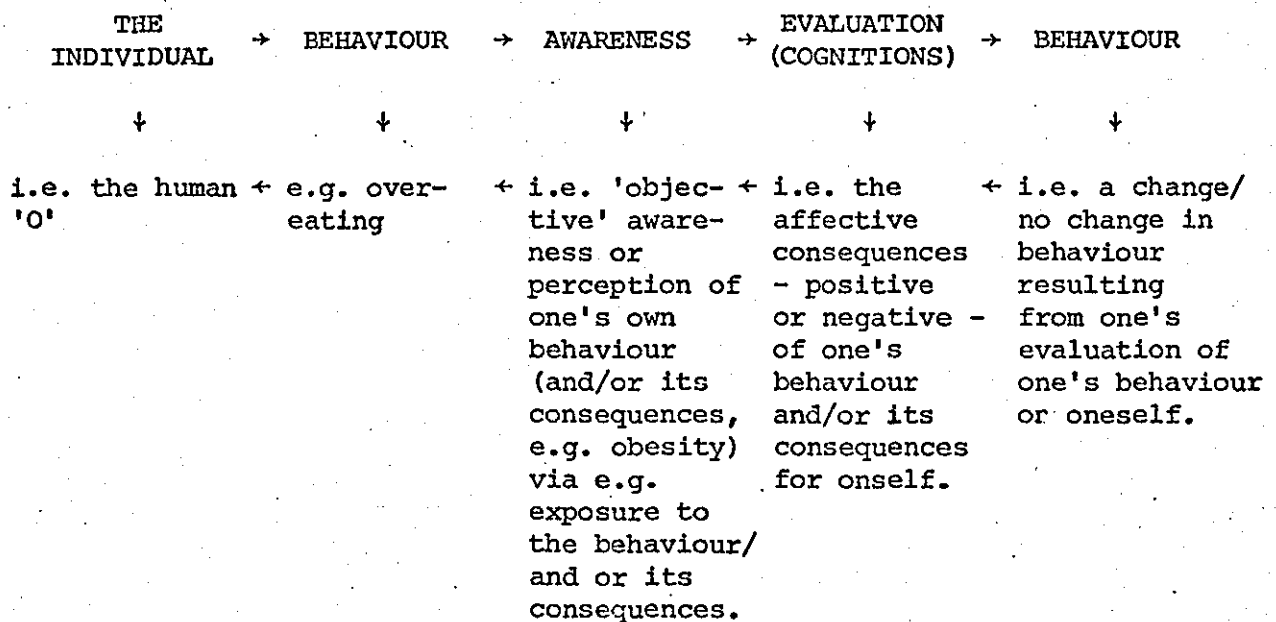 THE INDIVIDUAL → BEHAVIOUR → AWARENESS → EVALUATION (COGNITIONS) → BEHAVIOUR
↓ ↓ ↓ ↓ ↓
i.e. the human 'O' ← e.g. over-
eating
← i.e. 'objec-
tive' aware-
ness or
perception of
one's own
behaviour
(and/or its
consequences,
e.g. obesity)
via e.g.
exposure to
the behaviour/
and or its
consequences.
← i.e. the
affective
consequences
- positive
or negative -
of one's
behaviour
and/or its
consequences
for onself.
← i.e. a change/
no change in
behaviour
resulting
from one's
evaluation of
one's behaviour
or oneself.